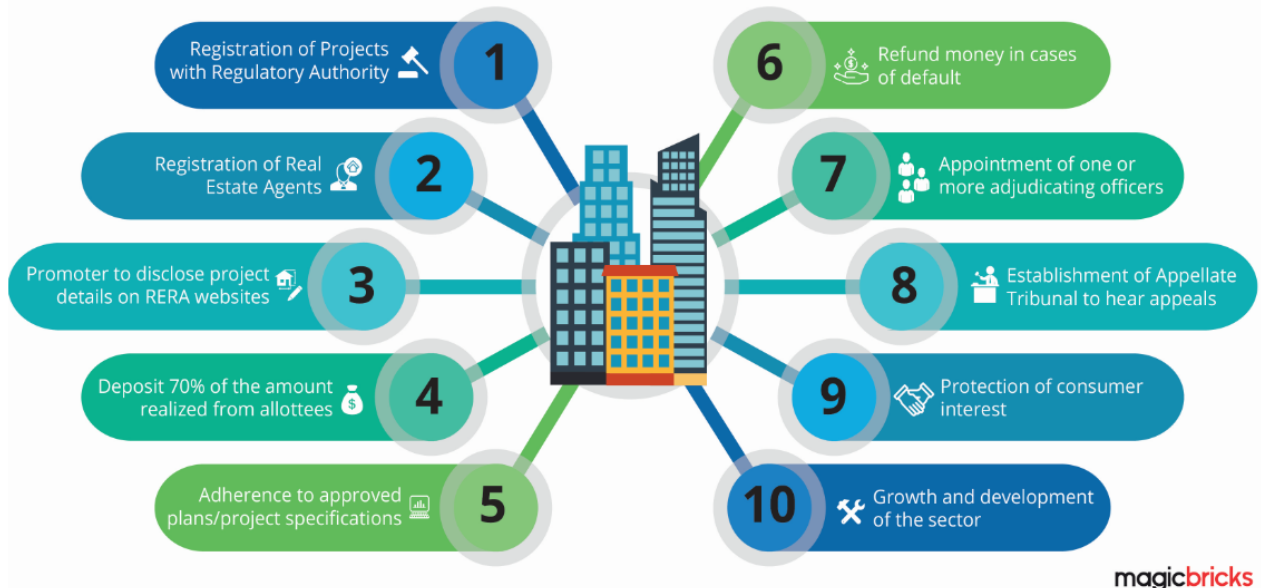 1
Registration of Projects
with Regulatory Authority
2
Registration of Real
Estate Agents
3
Promoter to disclose project
details on RERA websites
4
Deposit 70% of the amount
realized from allottees
$
5
Adherence to approved
plans/project specifications
6
$
Refund money in cases
of default
7
Appointment of one or
more adjudicating officers
8
Establishment of Appellate
Tribunal to hear appeals
9
Protection of consumer
interest
10
Growth and development
of the sector
magicbricks